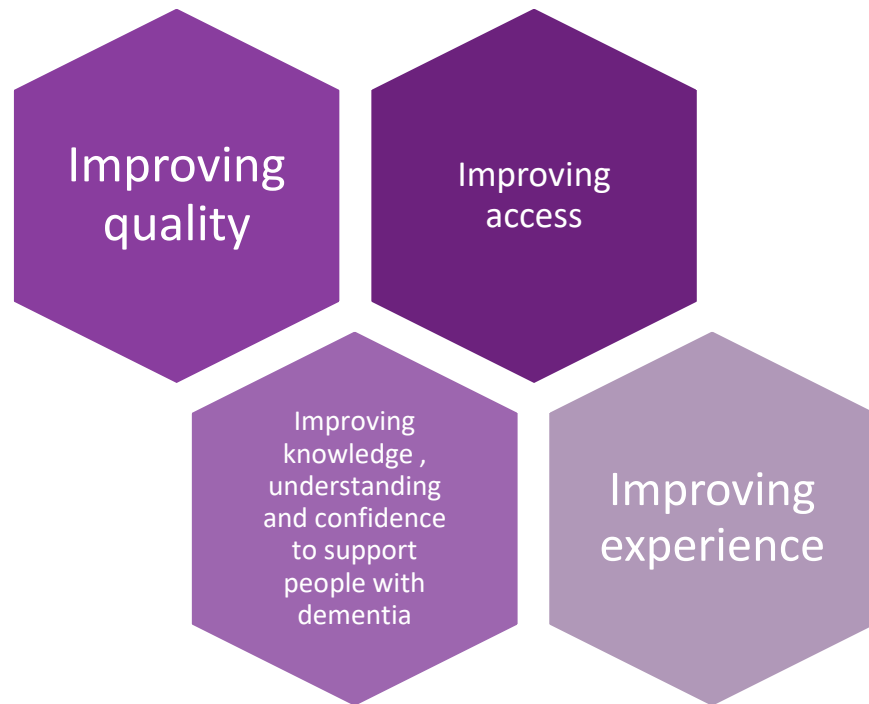 Improving
quality
Improving
access
Improving
knowledge ,
understanding
and confidence
to support
people with
dementia
Improving
experience